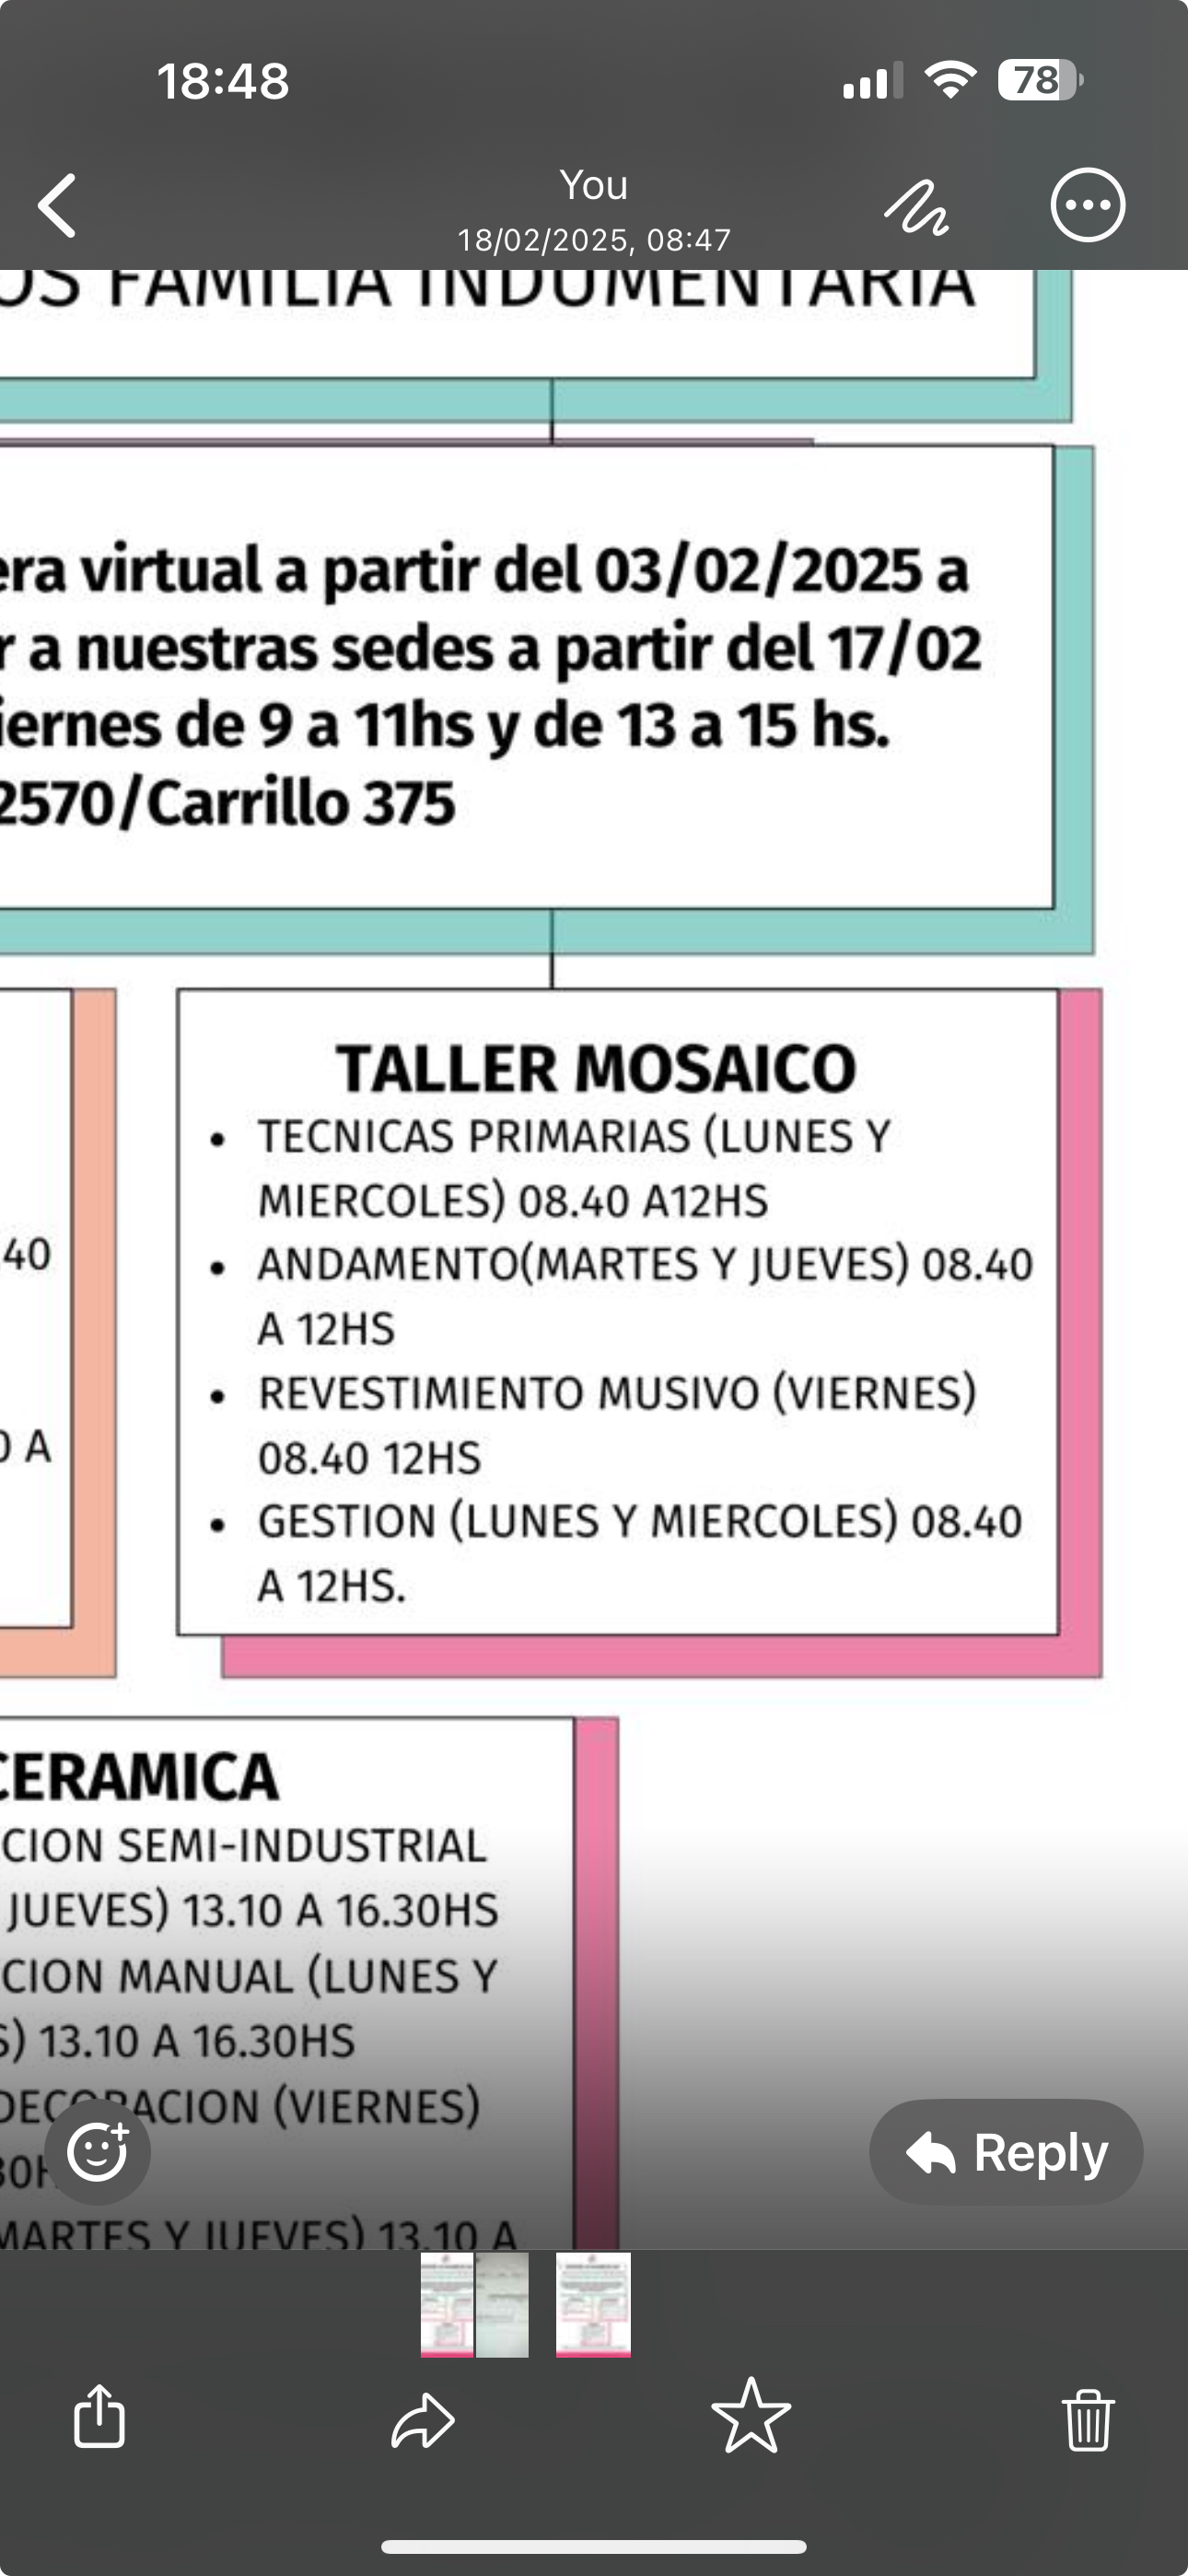 18:48
78
You
18/02/2025, 08:47
OS FAMILIA INDUMENTARIA
era virtual a partir del 03/02/2025 a
r a nuestras sedes a partir del 17/02
iernes de 9 a 11hs y de 13 a 15 hs.
2570/Carrillo 375
TALLER MOSAICO
• TECNICAS PRIMARIAS (LUNES Y
MIERCOLES) 08.40 A12HS
• ANDAMENTO(MARTES Y JUEVES) 08.40
A 12HS
• REVESTIMIENTO MUSIVO (VIERNES)
08.40 12HS
• GESTION (LUNES Y MIERCOLES) 08.40
A 12HS.
40
0 A
CERAMICA
CION SEMI-INDUSTRIAL
JUEVES) 13.10 A 16.30HS
CION MANUAL (LUNES Y
S) 13.10 A 16.30HS
DECORACION (VIERNES)
30H
MARTES Y JUEVES) 13.10 A
Reply